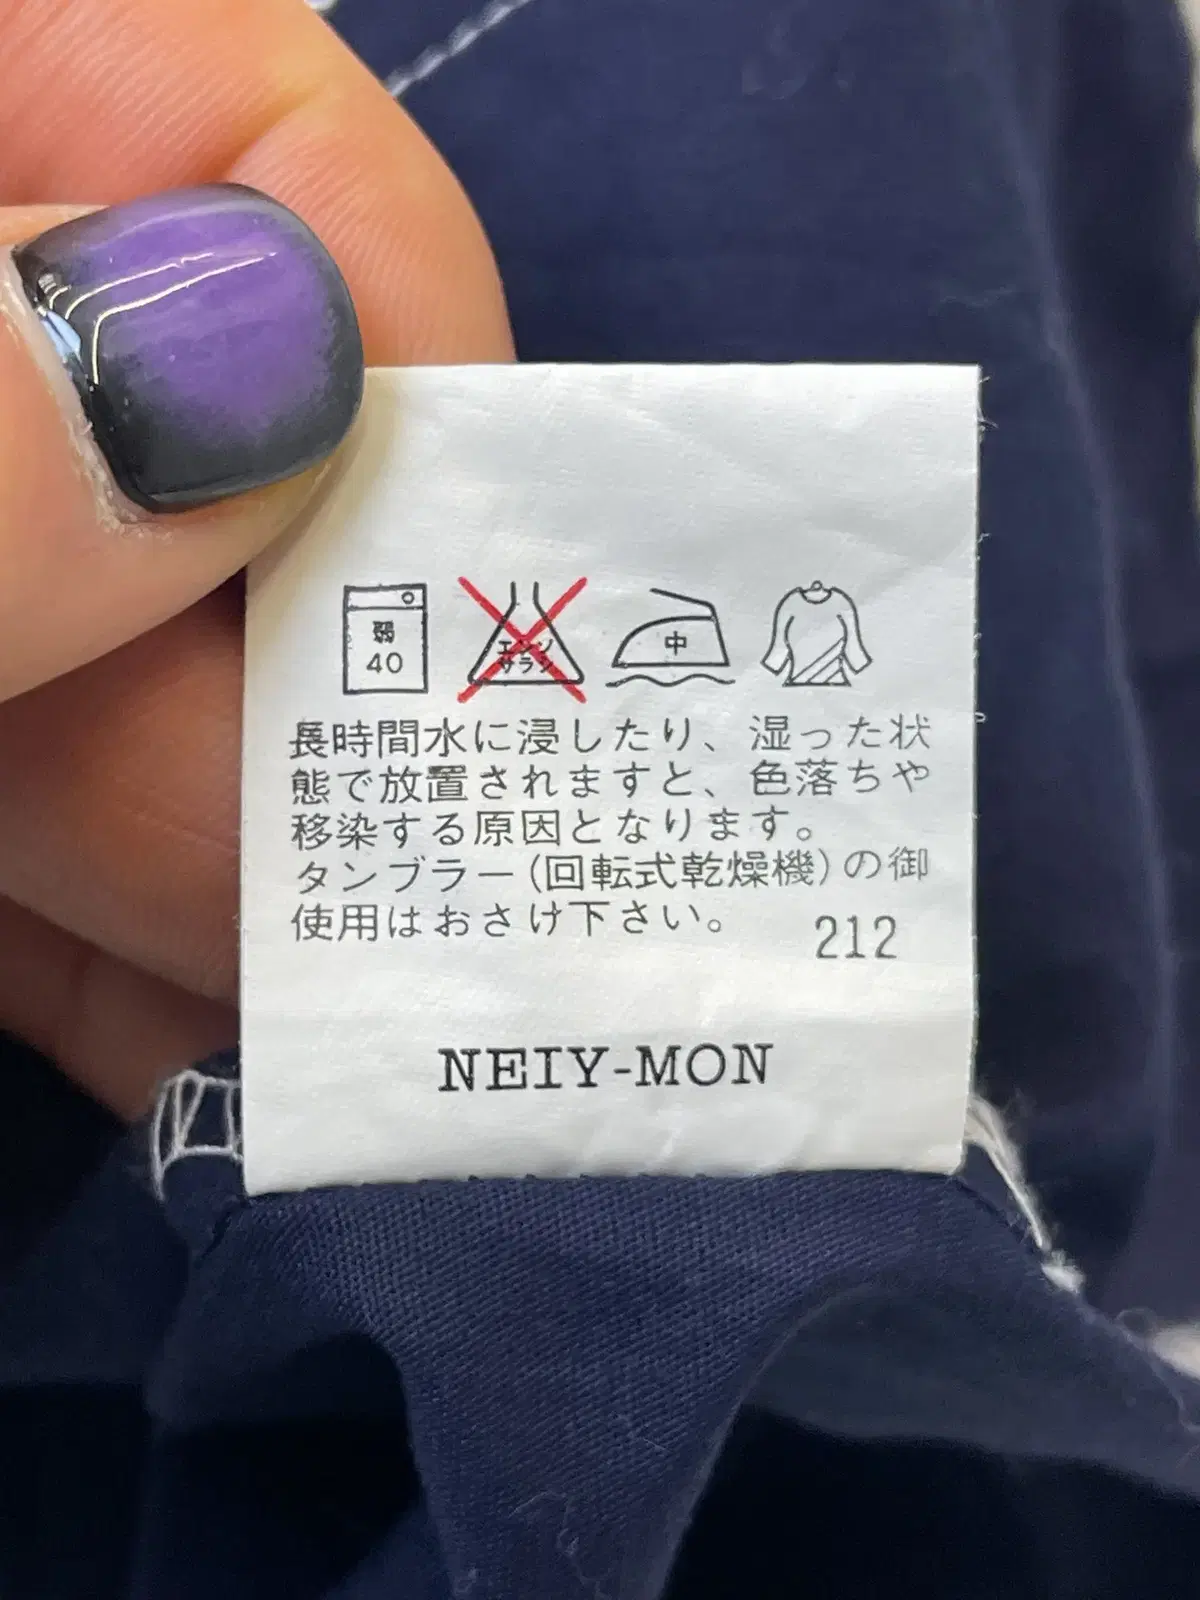 弱
40
エンソ
サラシ
中
長時間水に浸したり、湿った状
態で放置されますと、色落ちや
移染する原因となります。
タンブラー(回転式乾燥機)の御
使用はおさけ下さい。
212
NEIY-MON